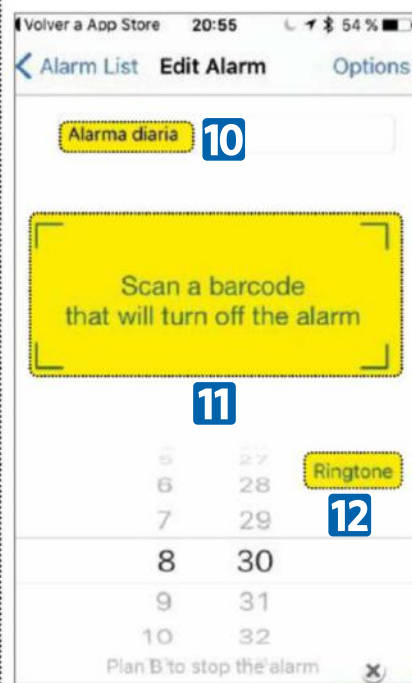 Volver a App Store 20:55 54 %
Alarm List Edit Alarm Options
Alarma diaria 10
Scan a barcode
that will turn off the alarm
11
5 27
6 28 Ringtone
7 29 12
8 30
9 31
10 32
Plan B to stop the alarm